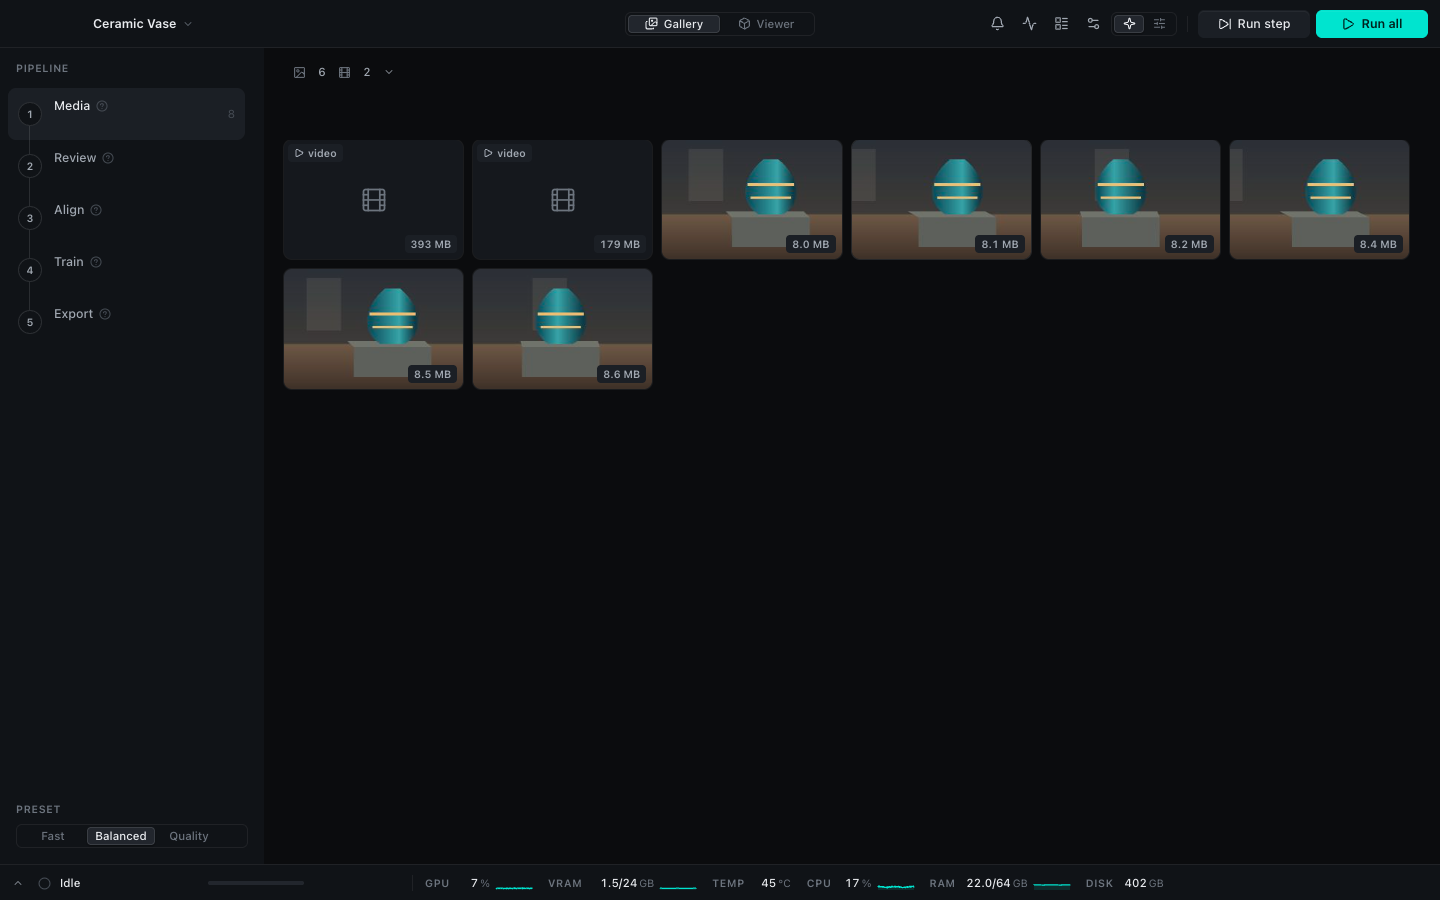 Ceramic Vase
Gallery
Viewer
Run step
Run all
PIPELINE
1 Media 8
2 Review
3 Align
4 Train
5 Export
6 2
video
393 MB
video
179 MB
8.0 MB
8.1 MB
8.2 MB
8.4 MB
8.5 MB
8.6 MB
PRESET
Fast Balanced Quality
Idle
GPU 7 % VRAM 1.5/24 GB TEMP 45 °C CPU 17 % RAM 22.0/64 GB DISK 402 GB